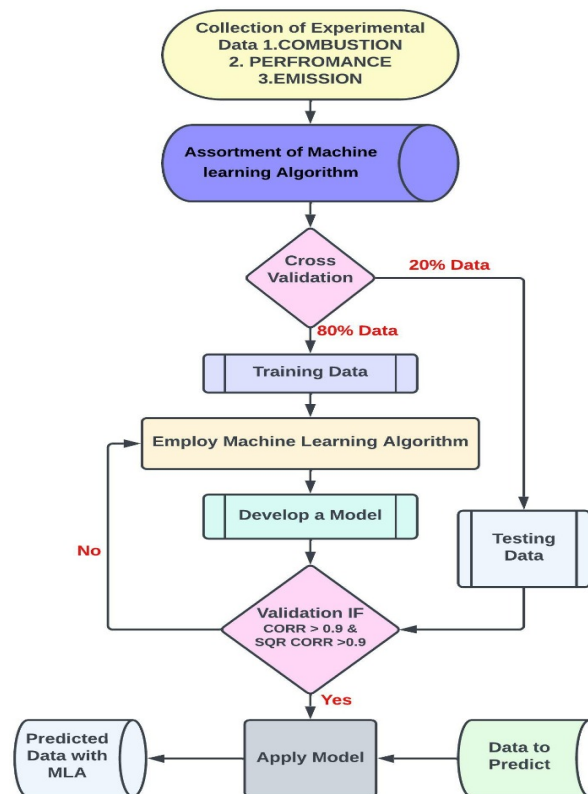 Collection of Experimental
Data 1.COMBUSTION
2. PERFROMANCE
3.EMISSION
Assortment of Machine
learning Algorithm
Cross
Validation
20% Data
80% Data
Training Data
Employ Machine Learning Algorithm
Develop a Model
Testing
Data
No
Validation IF
CORR > 0.9 &
SQR CORR >0.9
Yes
Predicted
Data with
MLA
Apply Model
Data to
Predict